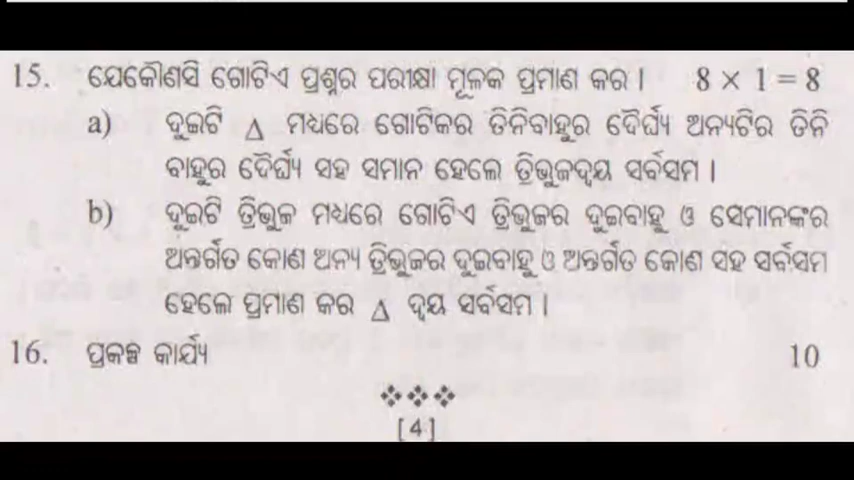 15. ଯେକୌଣସି ଗୋଟିଏ ପ୍ରଶ୍ନର ପରୀକ୍ଷା ମୂଳକ ପ୍ରମାଣ କର। 8 × 1 = 8
a) ଦୁଇଟି Δ ମଧ୍ୟରେ ଗୋଟିକର ତିନିବାହୁର ଦୈର୍ଘ୍ୟ ଅନ୍ୟଟିର ତିନି
ବାହୁର ଦୈର୍ଘ୍ୟ ସହ ସମାନ ହେଲେ ତ୍ରିଭୁଜଦ୍ୱୟ ସର୍ବସମ।
b) ଦୁଇଟି ତ୍ରିଭୁଜ ମଧ୍ୟରେ ଗୋଟିଏ ତ୍ରିଭୁଜର ଦୁଇବାହୁ ଓ ସେମାନଙ୍କର
ଅନ୍ତର୍ଗତ କୋଣ ଅନ୍ୟ ତ୍ରିଭୁଜର ଦୁଇବାହୁ ଓ ଅନ୍ତର୍ଗତ କୋଣ ସହ ସର୍ବସମ
ହେଲେ ପ୍ରମାଣ କର Δ ଦ୍ୱୟ ସର୍ବସମ।
16. ପ୍ରକଳ୍ପ କାର୍ଯ୍ୟ 10
[4]